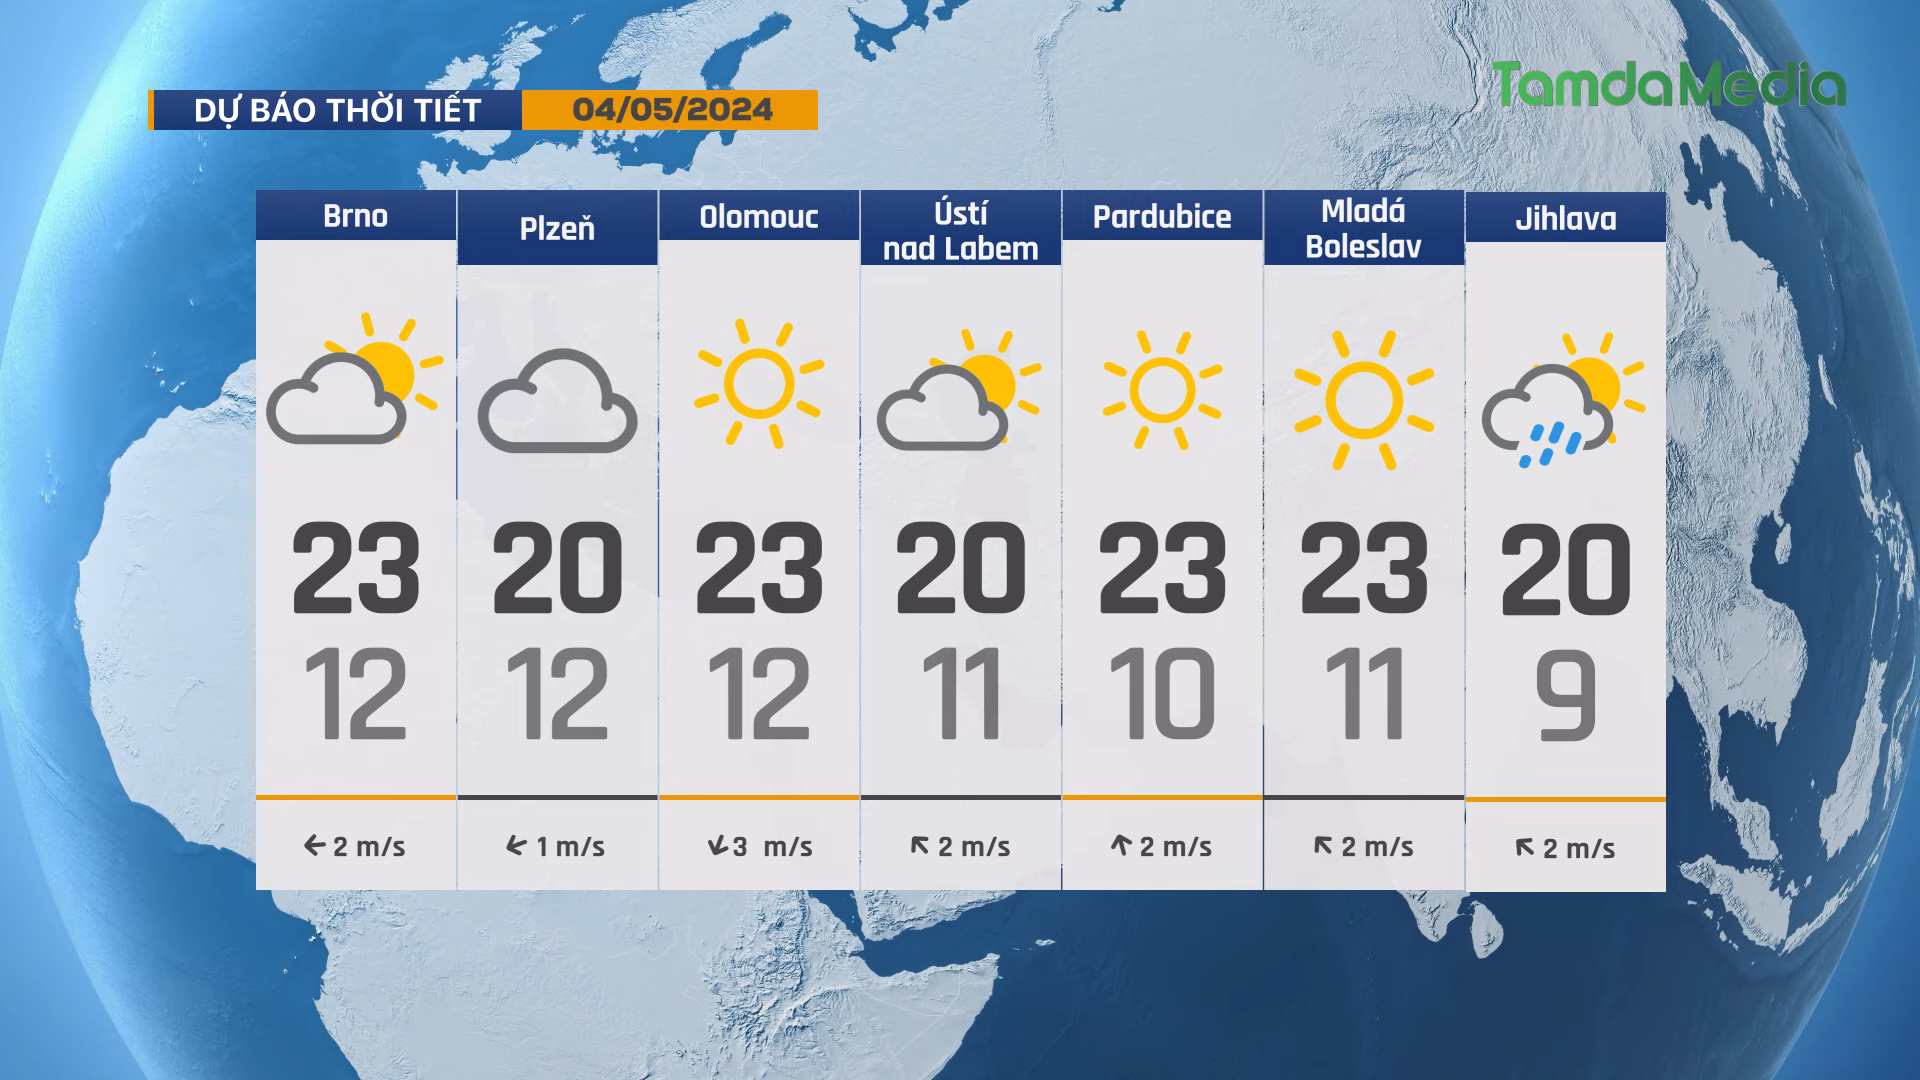 TamdaMedia
DỰ BÁO THỜI TIẾT 04/05/2024
Brno
23
12
2 m/s
Plzeň
20
12
1 m/s
Olomouc
23
12
3 m/s
Ústí
nad Labem
20
11
2 m/s
Pardubice
23
10
2 m/s
Mladá
Boleslav
23
11
2 m/s
Jihlava
20
9
2 m/s